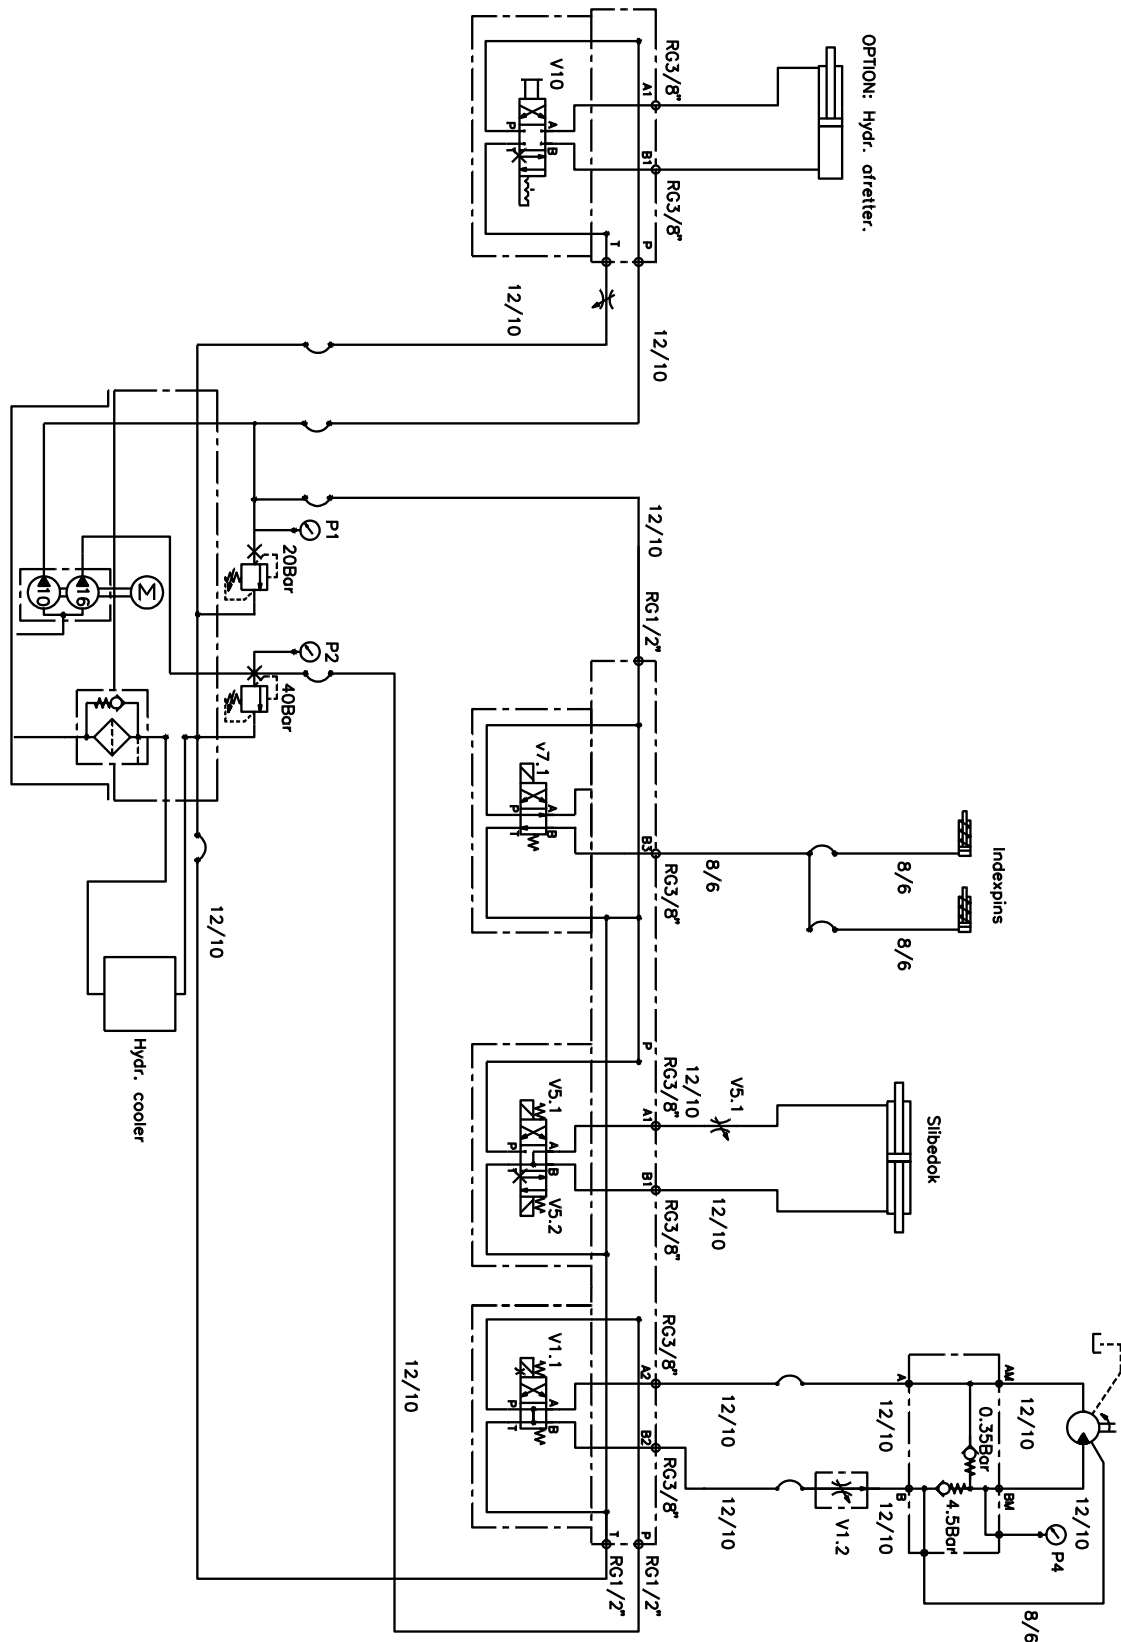 OPTION: Hydr. afretter.
RG3/8"
A1
V10
A
P
B
T
B1
RG3/8"
P
T
12/10
12/10
12/10
P1
20Bar
RG1/2"
10
16
M
P2
40Bar
v7.1
A
P
B
T
B3
RG3/8"
8/6
8/6
8/6
Indexpins
12/10
Hydr. cooler
P
RG3/8"
12/10
V5.1
A1
V5.1
A
P
B
T
V5.2
B1
RG3/8"
12/10
Slibedok
12/10
RG3/8"
V1.1
A2
A
P
B
T
B2
RG3/8"
12/10
12/10
V1.2
A
AM
12/10
12/10
0.35Bar
B
BM
12/10
4.5Bar
12/10
P4
8/6
T
P
RG1/2"
RG1/2"